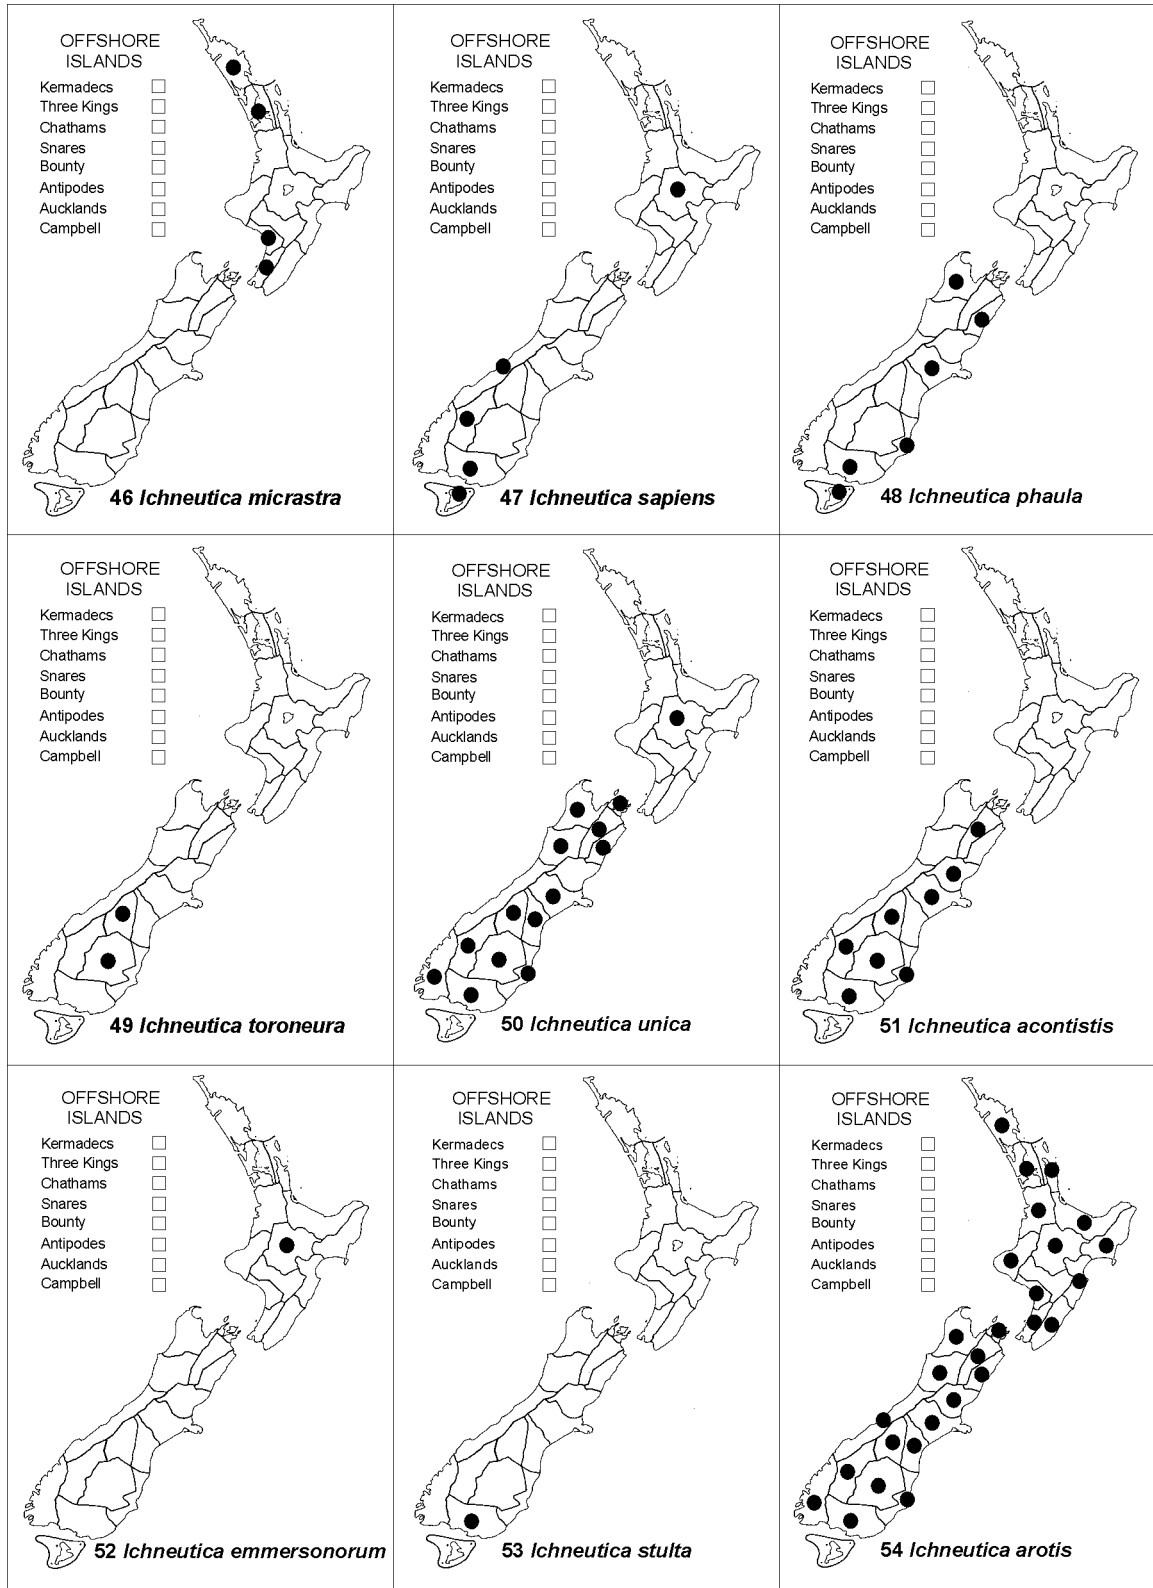 OFFSHORE
ISLANDS
Kermadecs
Three Kings
Chathams
Snares
Bounty
Antipodes
Aucklands
Campbell
46 Ichneutica micrastra
OFFSHORE
ISLANDS
Kermadecs
Three Kings
Chathams
Snares
Bounty
Antipodes
Aucklands
Campbell
47 Ichneutica sapiens
OFFSHORE
ISLANDS
Kermadecs
Three Kings
Chathams
Snares
Bounty
Antipodes
Aucklands
Campbell
48 Ichneutica phaula
OFFSHORE
ISLANDS
Kermadecs
Three Kings
Chathams
Snares
Bounty
Antipodes
Aucklands
Campbell
49 Ichneutica toroneura
OFFSHORE
ISLANDS
Kermadecs
Three Kings
Chathams
Snares
Bounty
Antipodes
Aucklands
Campbell
50 Ichneutica unica
OFFSHORE
ISLANDS
Kermadecs
Three Kings
Chathams
Snares
Bounty
Antipodes
Aucklands
Campbell
51 Ichneutica acontistis
OFFSHORE
ISLANDS
Kermadecs
Three Kings
Chathams
Snares
Bounty
Antipodes
Aucklands
Campbell
52 Ichneutica emmersonorum
OFFSHORE
ISLANDS
Kermadecs
Three Kings
Chathams
Snares
Bounty
Antipodes
Aucklands
Campbell
53 Ichneutica stulta
OFFSHORE
ISLANDS
Kermadecs
Three Kings
Chathams
Snares
Bounty
Antipodes
Aucklands
Campbell
54 Ichneutica arotis